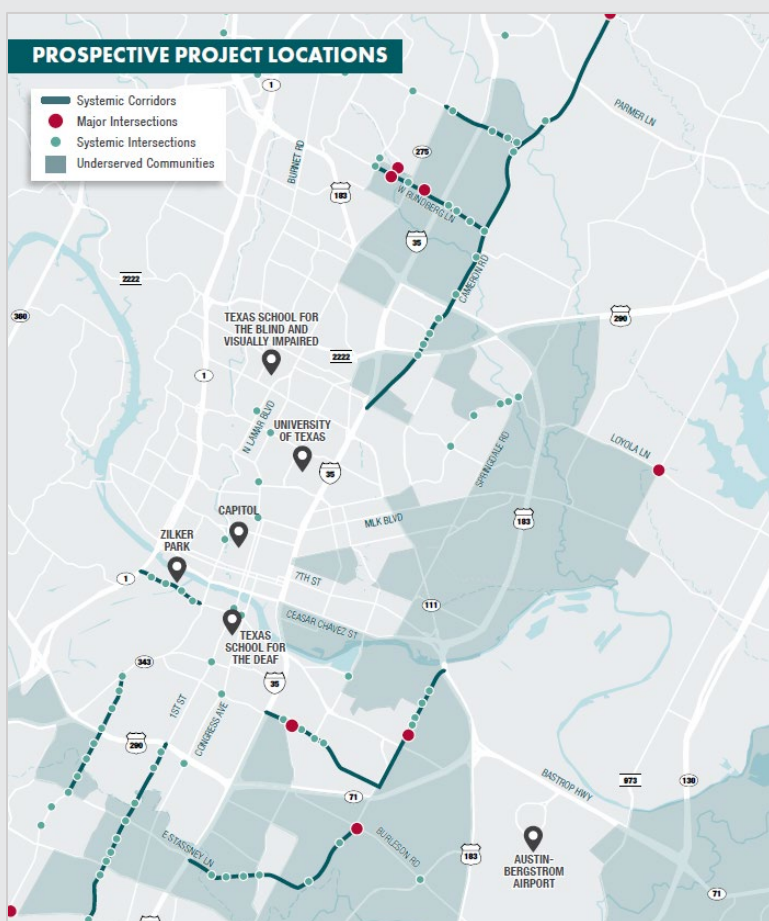 PROSPECTIVE PROJECT LOCATIONS
Systemic Corridors
Major Intersections
Systemic Intersections
Underserved Communities
1
PARMER LN
BURNET RD
275
183
W RUNDBERG LN
35
2222
CAMERON RD
360
290
TEXAS SCHOOL FOR
THE BLIND AND
VISUALLY IMPAIRED
2222
1
N LAMAR BLVD
UNIVERSITY
OF TEXAS
35
SPRINGDALE RD
LOYOLA LN
CAPITOL
MLK BLVD
183
ZILKER
PARK
1
7TH ST
111
CEASAR CHAVEZ ST
TEXAS
SCHOOL FOR
THE DEAF
343
35
1ST ST
CONGRESS AVE
290
71
BASTROP HWY
973
130
E STASSNEY LN
BURLESON RD
183
AUSTIN-
BERGSTROM
AIRPORT
71